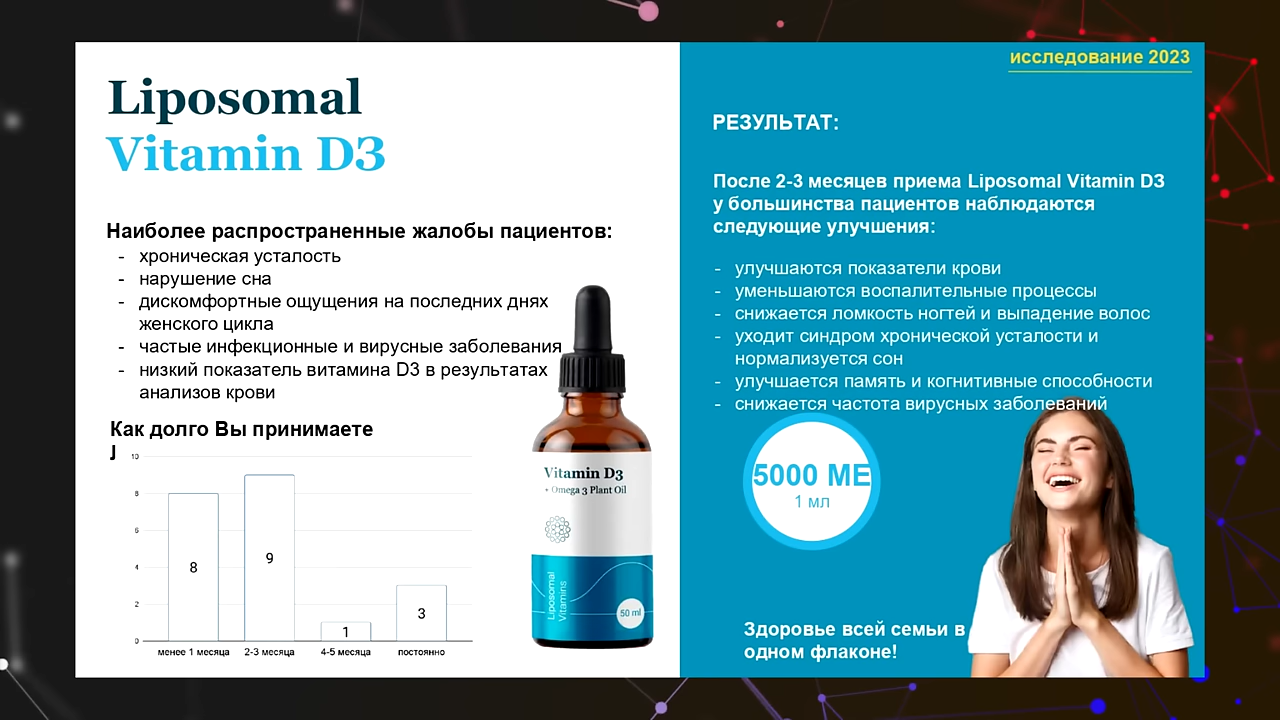 Liposomal
Vitamin D3
Наиболее распространенные жалобы пациентов:
- хроническая усталость
- нарушение сна
- дискомфортные ощущения на последних днях
женского цикла
- частые инфекционные и вирусные заболевания
- низкий показатель витамина D3 в результатах
анализов крови
Как долго Вы принимаете
10
8
6
4
2
0
8
9
1
3
менее 1 месяца
2-3 месяца
4-5 месяца
постоянно
Vitamin D3
+ Omega 3 Plant Oil
Liposomal
Vitamins
50 ml
исследование 2023
РЕЗУЛЬТАТ:
После 2-3 месяцев приема Liposomal Vitamin D3
у большинства пациентов наблюдаются
следующие улучшения:
- улучшаются показатели крови
- уменьшаются воспалительные процессы
- снижается ломкость ногтей и выпадение волос
- уходит синдром хронической усталости и
нормализуется сон
- улучшается память и когнитивные способности
- снижается частота вирусных заболеваний
5000 МЕ
1 мл
Здоровье всей семьи в
одном флаконе!